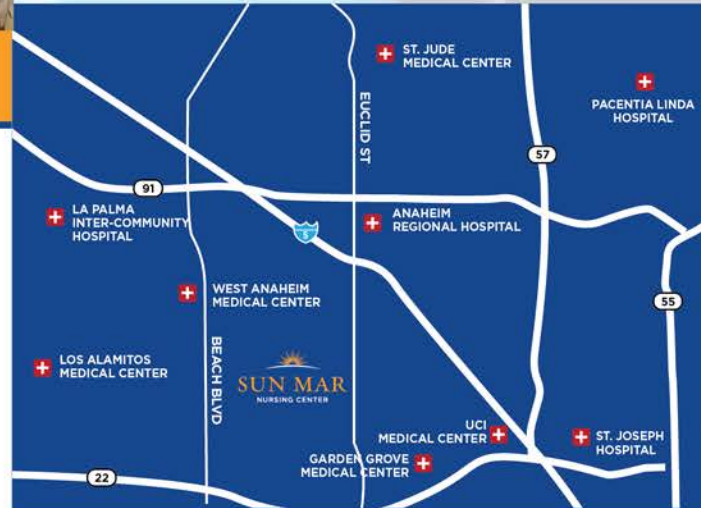 ST. JUDE
MEDICAL CENTER
PACENTIA LINDA
HOSPITAL
EUCLID ST
57
91
LA PALMA
INTER-COMMUNITY
HOSPITAL
5
ANAHEIM
REGIONAL HOSPITAL
WEST ANAHEIM
MEDICAL CENTER
55
BEACH BLVD
LOS ALAMITOS
MEDICAL CENTER
SUN MAR
NURSING CENTER
UCI
MEDICAL CENTER
ST. JOSEPH
HOSPITAL
GARDEN GROVE
MEDICAL CENTER
22